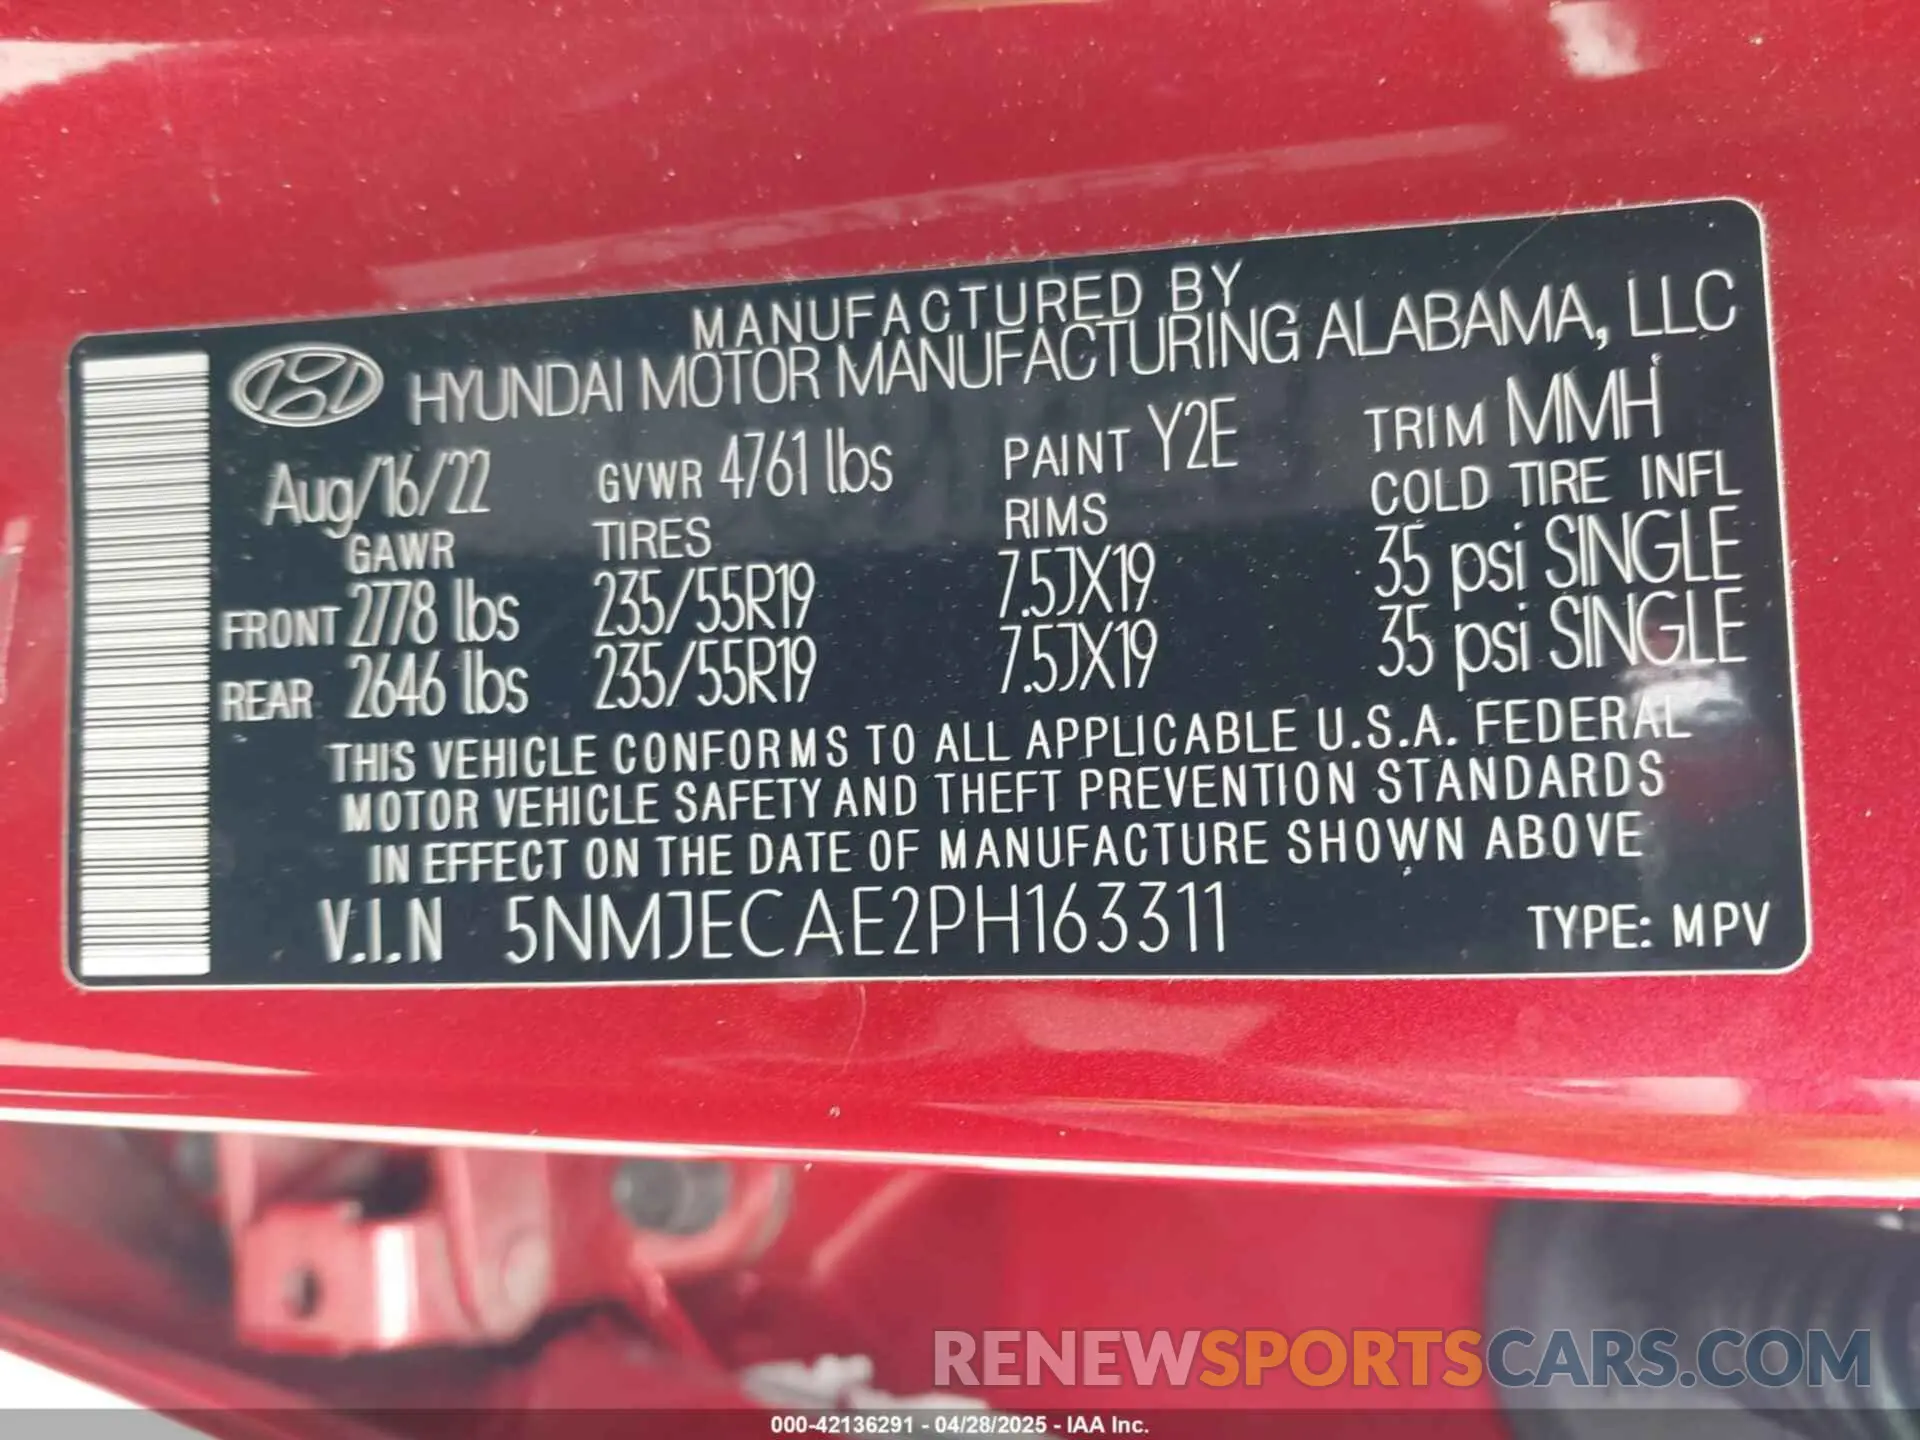 MANUFACTURED BY
HYUNDAI MOTOR MANUFACTURING ALABAMA, LLC
Aug/16/22 GVWR 4761 lbs PAINT Y2E TRIM MMH
GAWR TIRES RIMS COLD TIRE INFL
FRONT 2778 lbs 235/55R19 7.5JX19 35 psi SINGLE
REAR 2646 lbs 235/55R19 7.5JX19 35 psi SINGLE
THIS VEHICLE CONFORMS TO ALL APPLICABLE U.S.A. FEDERAL
MOTOR VEHICLE SAFETY AND THEFT PREVENTION STANDARDS
IN EFFECT ON THE DATE OF MANUFACTURE SHOWN ABOVE
V.I.N 5NMJECAE2PH163311 TYPE: MPV
RENEWSPORTSCARS.COM
000-42136291 - 04/28/2025 - IAA Inc.